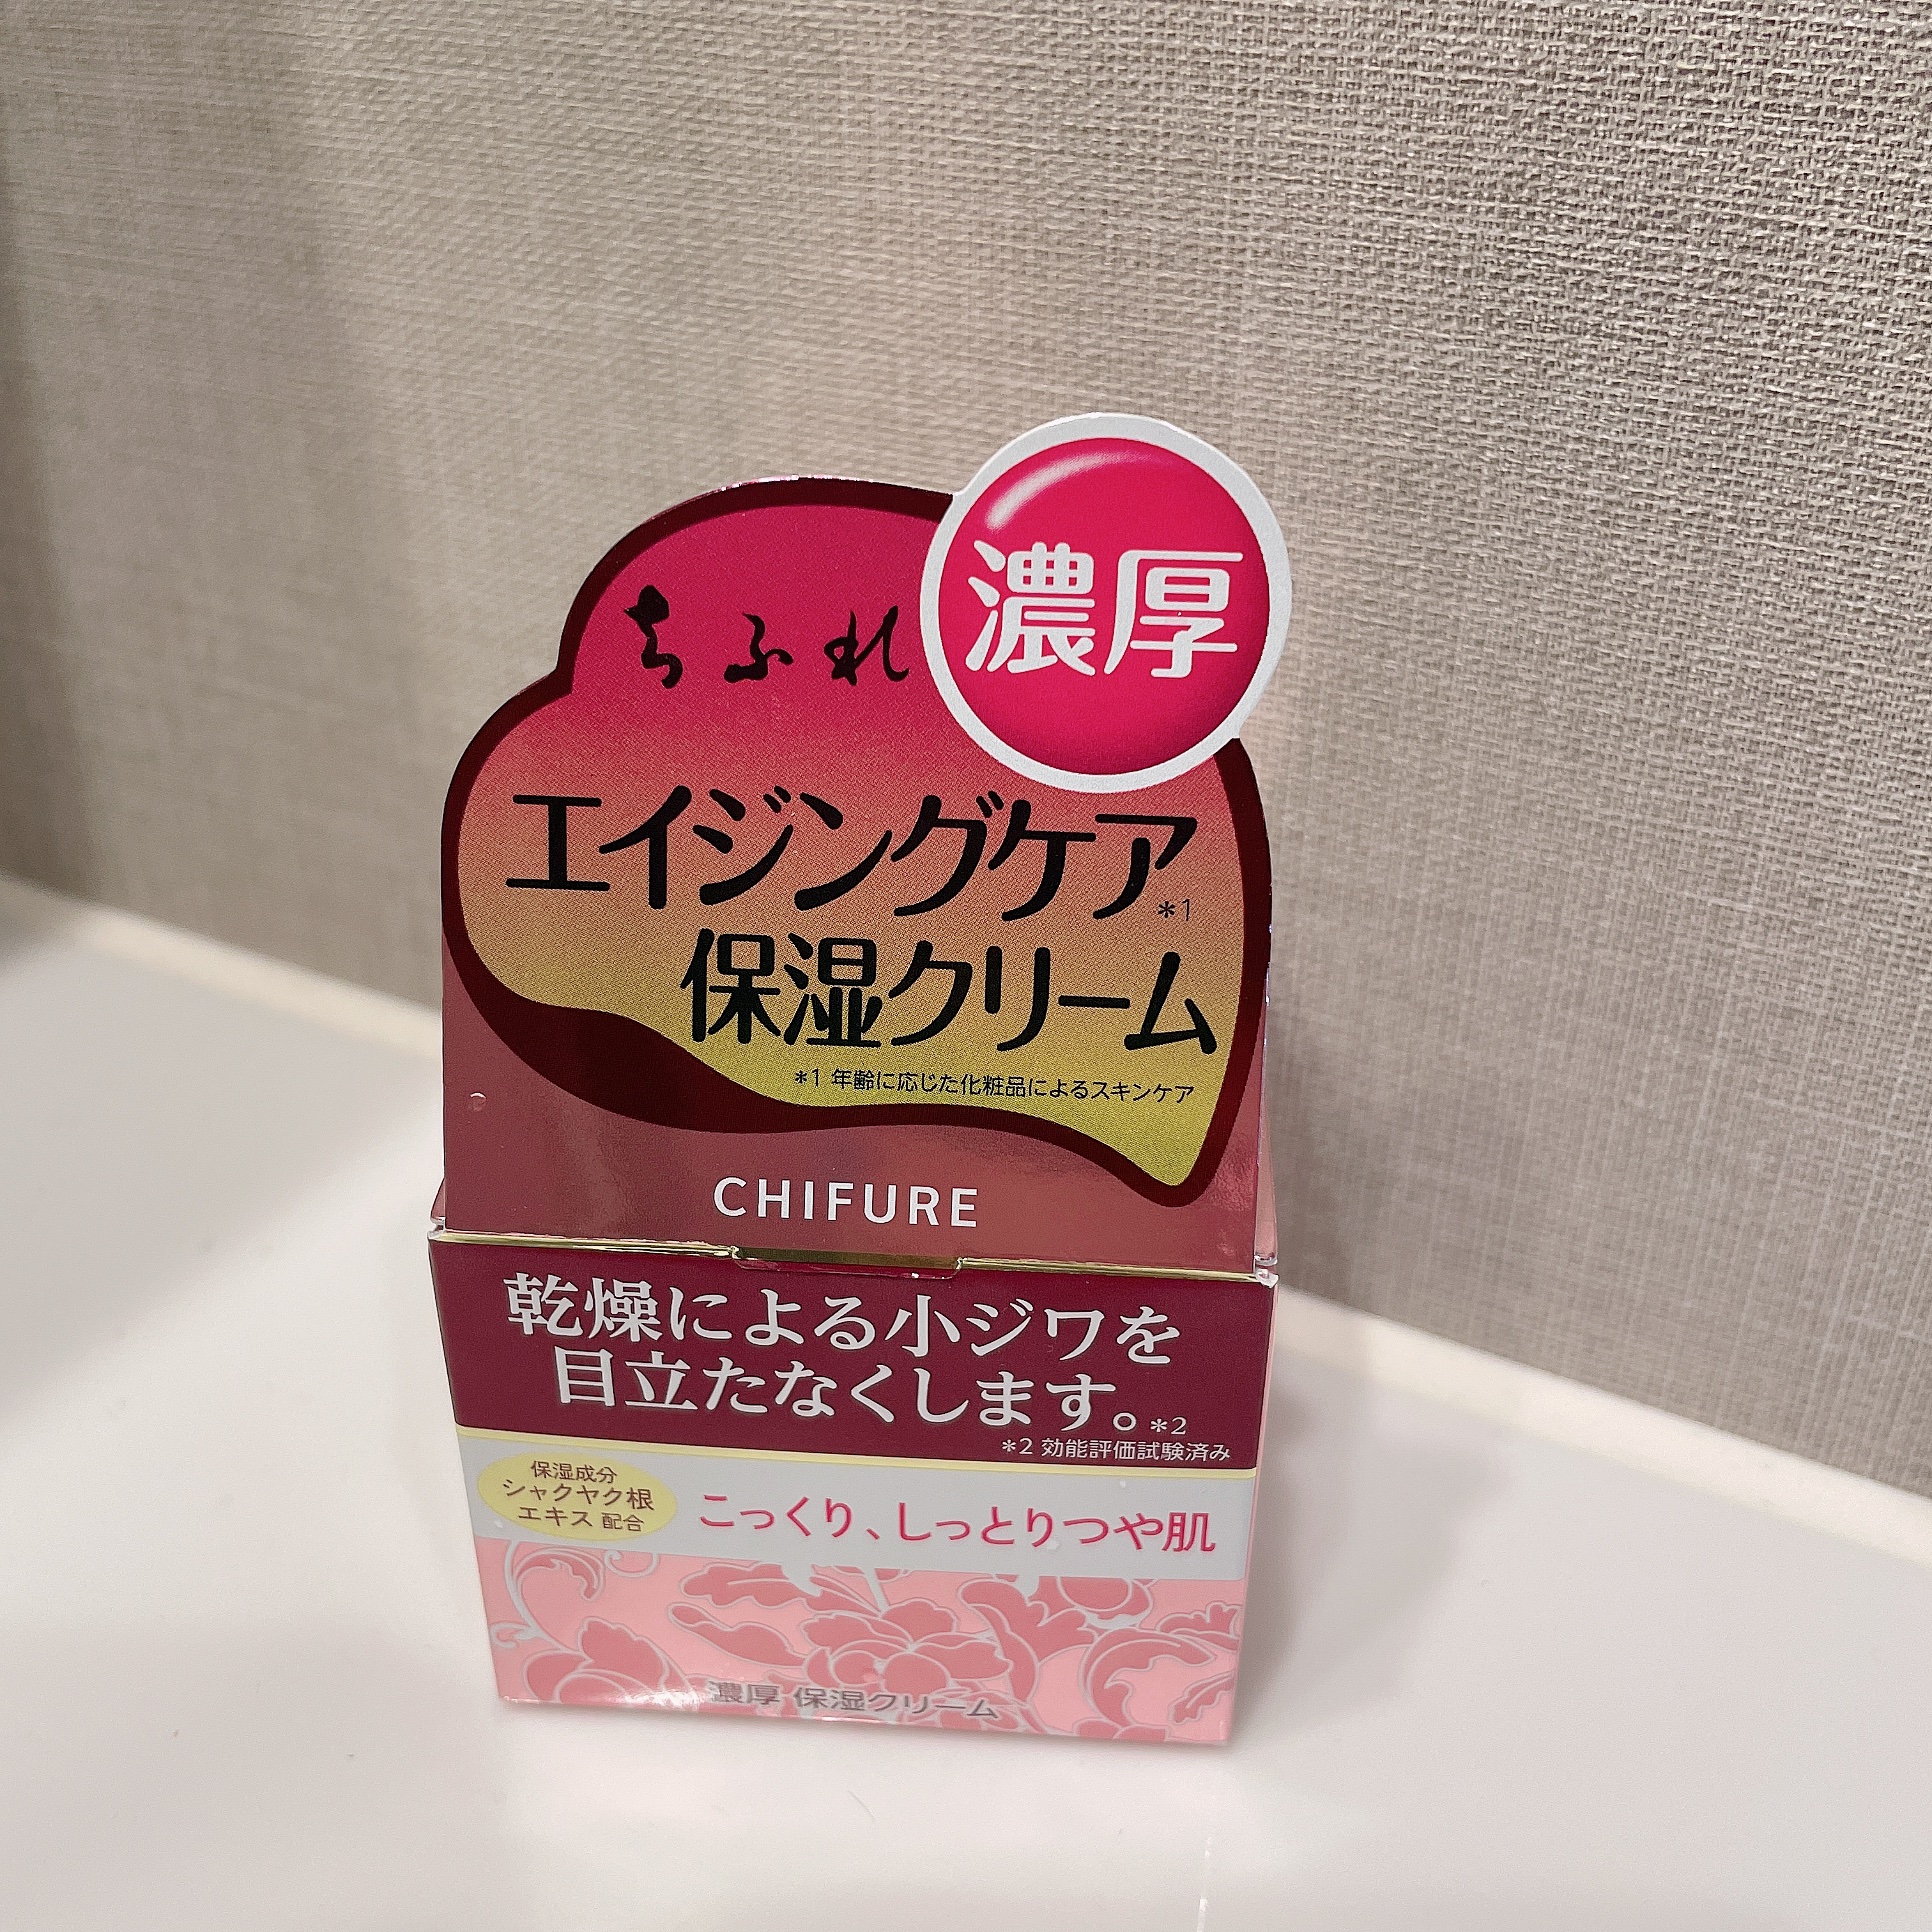 ちふれ
濃厚
エイジングケア*1
保湿クリーム
*1 年齢に応じた化粧品によるスキンケア
CHIFURE
乾燥による小ジワを
目立たなくします。*2
*2 効能評価試験済み
保湿成分
シャクヤク根
エキス 配合
こっくり、しっとりつや肌
濃厚 保湿クリーム